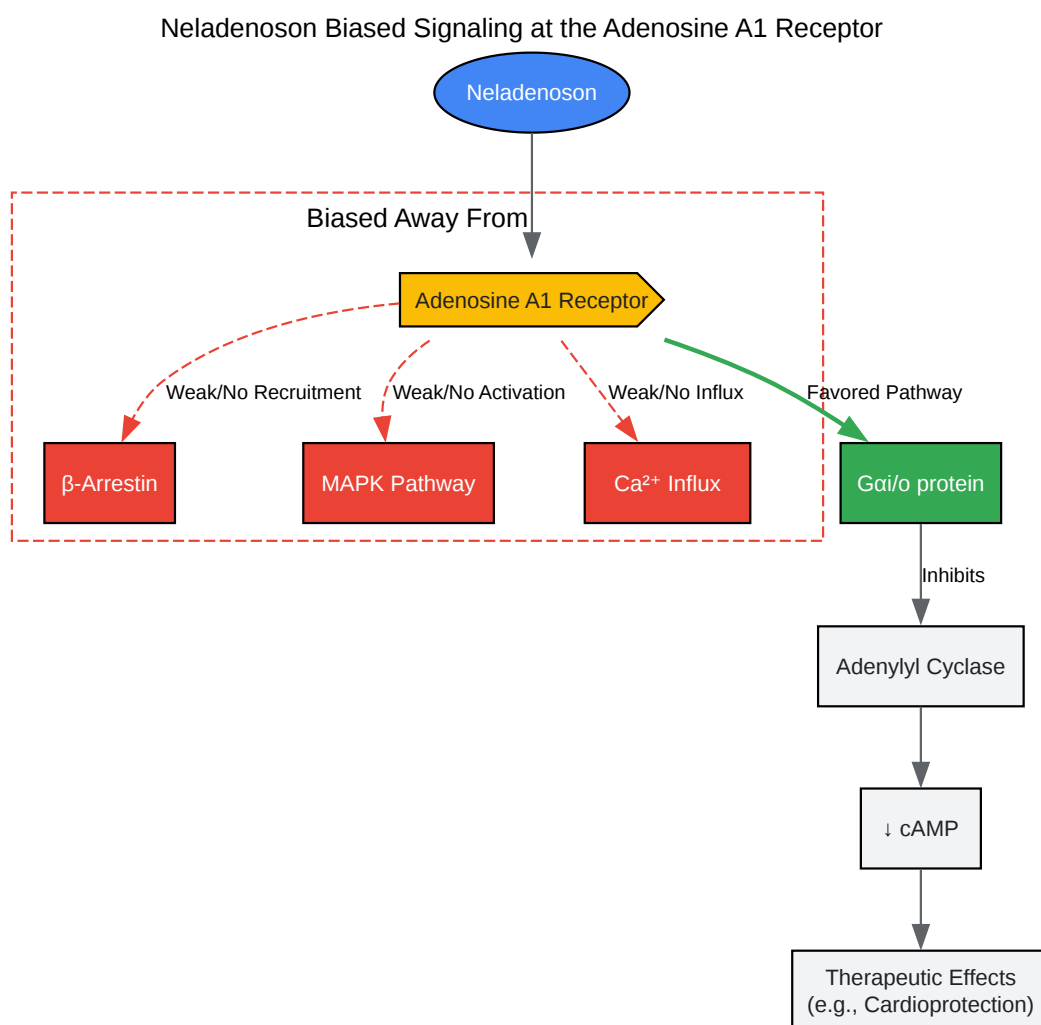 Neladenoson Biased Signaling at the Adenosine A1 Receptor
Neladenoson
Biased Away From
Adenosine A1 Receptor
Weak/No Recruitment
Weak/No Activation
Weak/No Influx
Favored Pathway
β-Arrestin
MAPK Pathway
Ca²⁺ Influx
Gαi/o protein
Inhibits
Adenylyl Cyclase
↓ cAMP
Therapeutic Effects
(e.g., Cardioprotection)